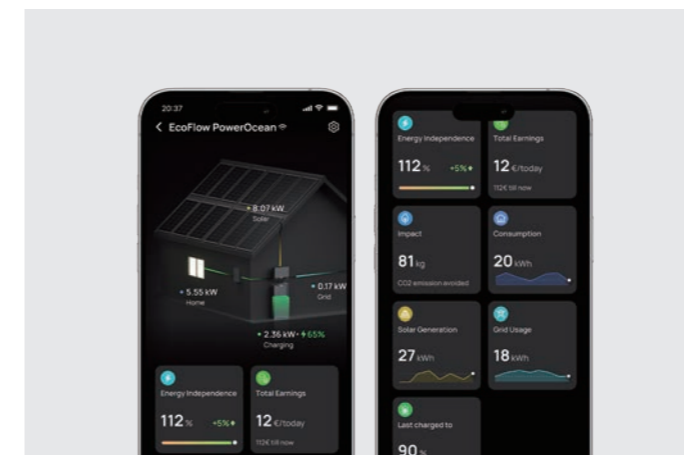 20:37
EcoFlow PowerOcean
8.07 kW
Solar
5.55 kW
Home
0.17 kW
Grid
2.36 kW • 65%
Charging
Energy Independence
112 % +5%
Total Earnings
12 €/today
112€ till now
Energy Independence
112 % +5%
Total Earnings
12 €/today
112€ till now
Impact
81 kg
CO2 emission avoided
Consumption
20 kWh
Solar Generation
27 kWh
Grid Usage
18 kWh
Last charged to
90 %